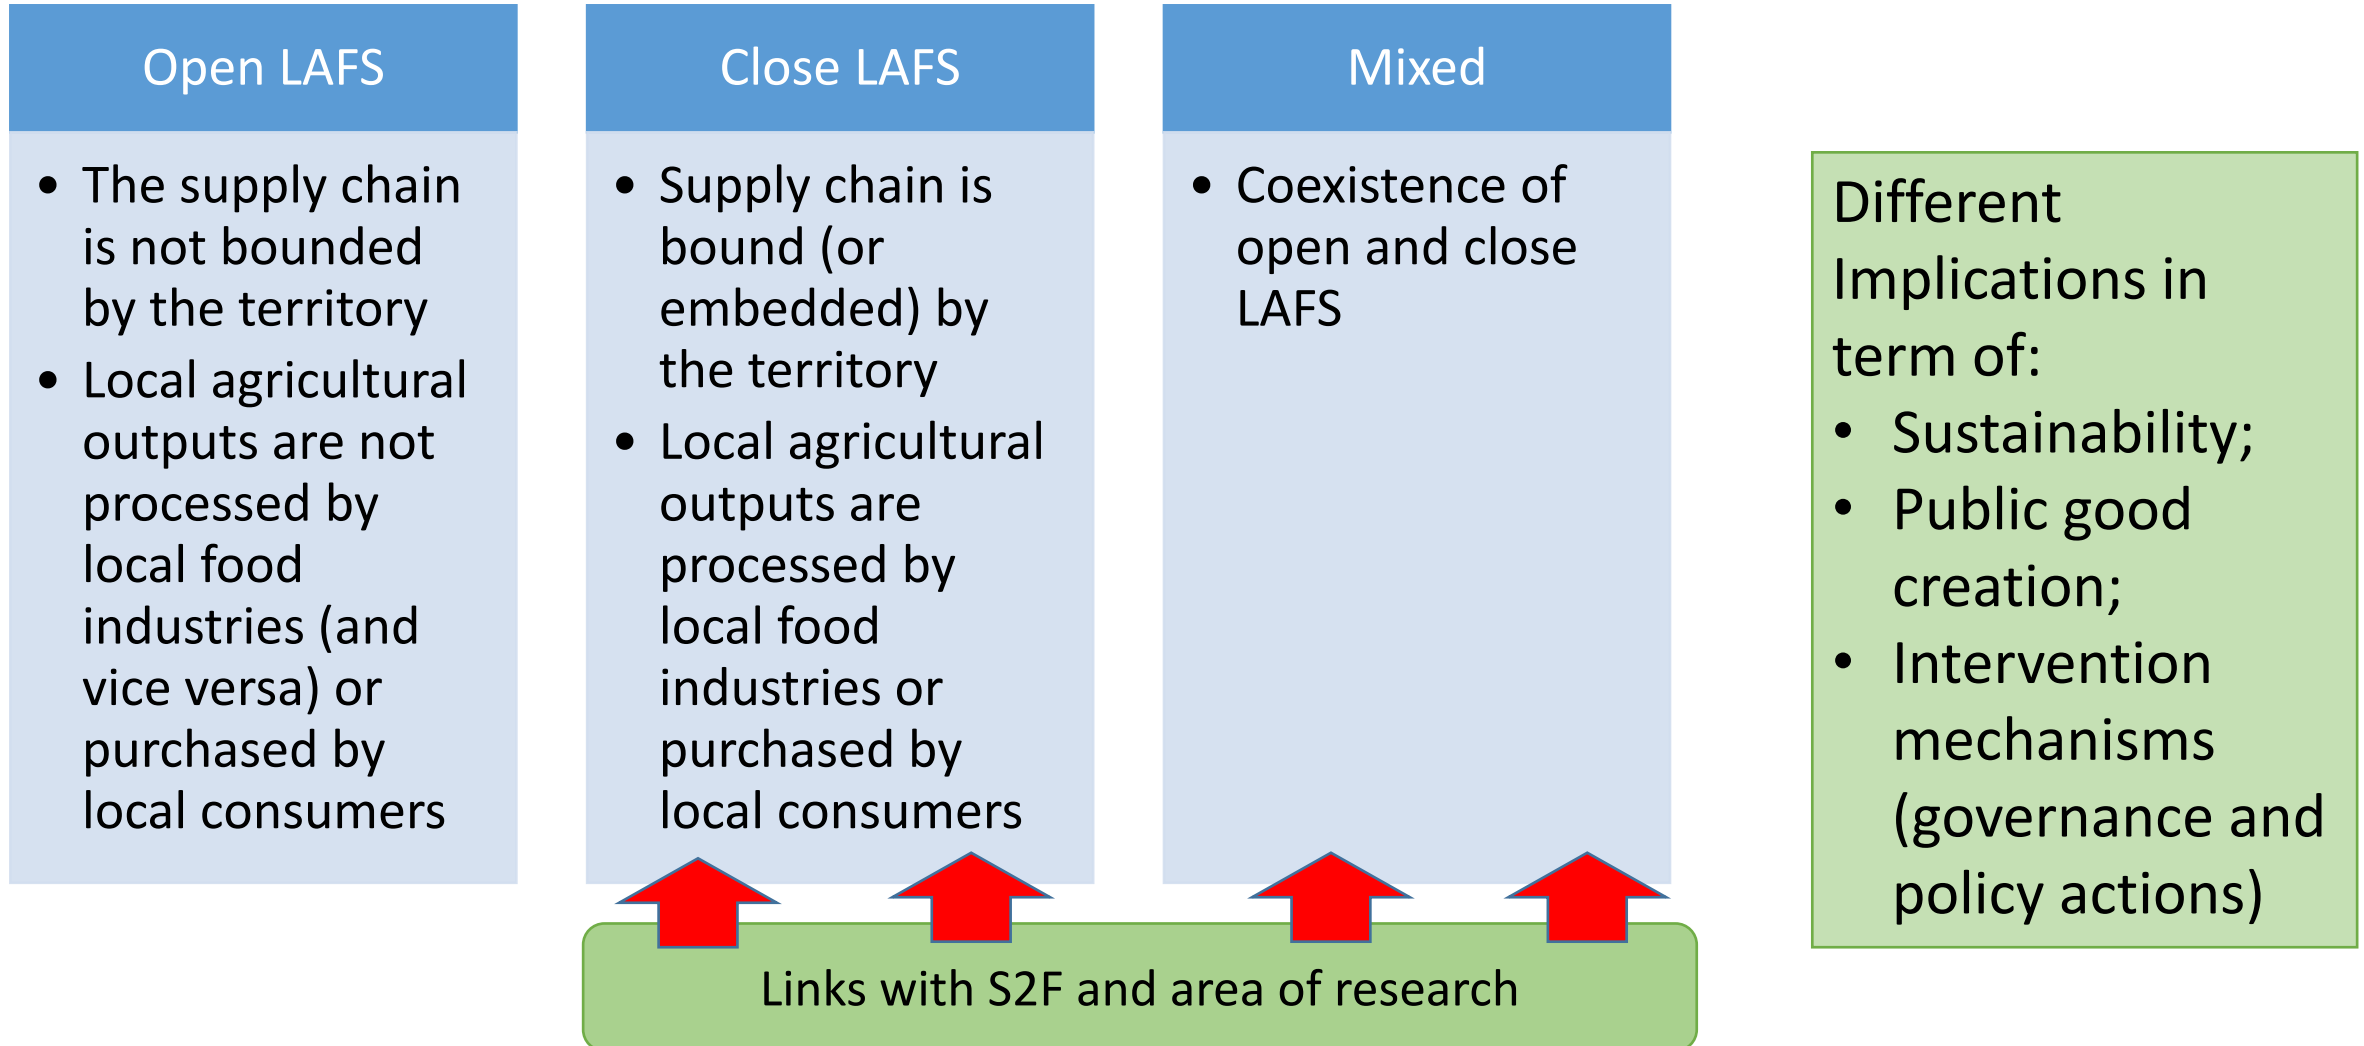 Open LAFS
• The supply chain
is not bounded
by the territory
• Local agricultural
outputs are not
processed by
local food
industries (and
vice versa) or
purchased by
local consumers
Close LAFS
• Supply chain is
bound (or
embedded) by
the territory
• Local agricultural
outputs are
processed by
local food
industries or
purchased by
local consumers
Mixed
• Coexistence of
open and close
LAFS
Links with S2F and area of research
Different
Implications in
term of:
• Sustainability;
• Public good
creation;
• Intervention
mechanisms
(governance and
policy actions)